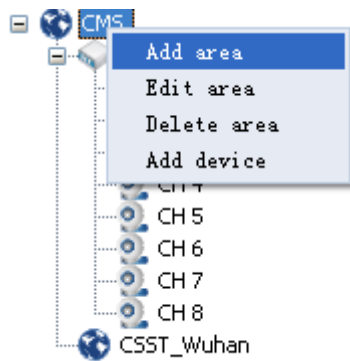 CMS
Add area
Edit area
Delete area
Add device
CH 4
CH 5
CH 6
CH 7
CH 8
CSST_Wuhan